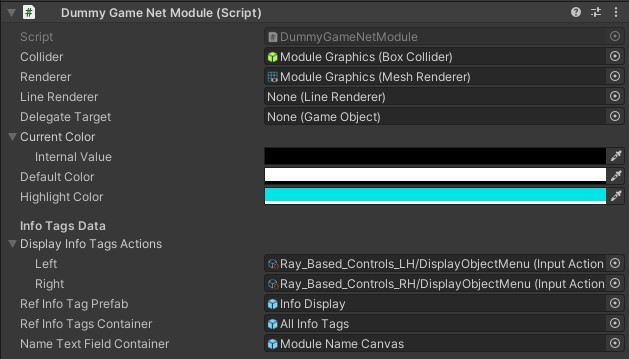 Dummy Game Net Module (Script)
Script DummyGameNetModule
Collider Module Graphics (Box Collider)
Renderer Module Graphics (Mesh Renderer)
Line Renderer None (Line Renderer)
Delegate Target None (Game Object)
Current Color
Internal Value
Default Color
Highlight Color
Info Tags Data
Display Info Tags Actions
Left Ray_Based_Controls_LH/DisplayObjectMenu (Input Action
Right Ray_Based_Controls_RH/DisplayObjectMenu (Input Action
Ref Info Tag Prefab Info Display
Ref Info Tags Container All Info Tags
Name Text Field Container Module Name Canvas